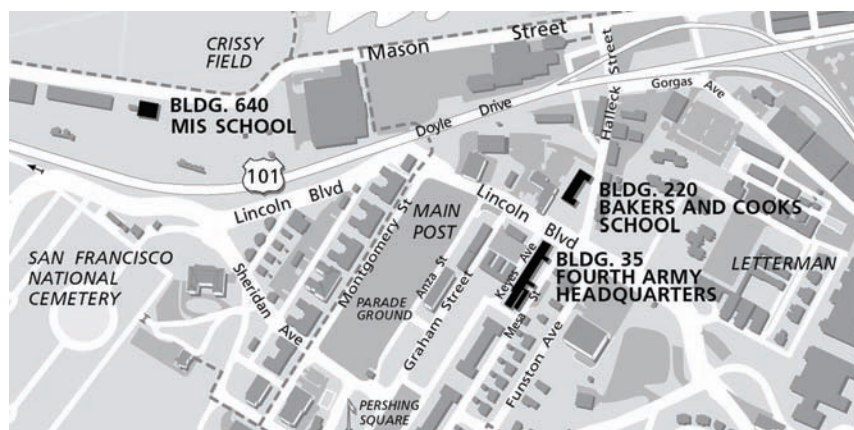 CRISSY
FIELD
Mason Street
BLDG. 640
MIS SCHOOL
Doyle Drive
Halleck Street
Gorgas Ave
101
Lincoln Blvd
Montgomery St
MAIN
POST
Lincoln Blvd
BLDG. 220
BAKERS AND COOKS
SCHOOL
SAN FRANCISCO
NATIONAL
CEMETERY
Sheridan Ave
PARADE
GROUND
Anza St
Graham Street
Keyes Ave
Mesa St
BLDG. 35
FOURTH ARMY
HEADQUARTERS
LETTERMAN
Funston Ave
PERSHING
SQUARE